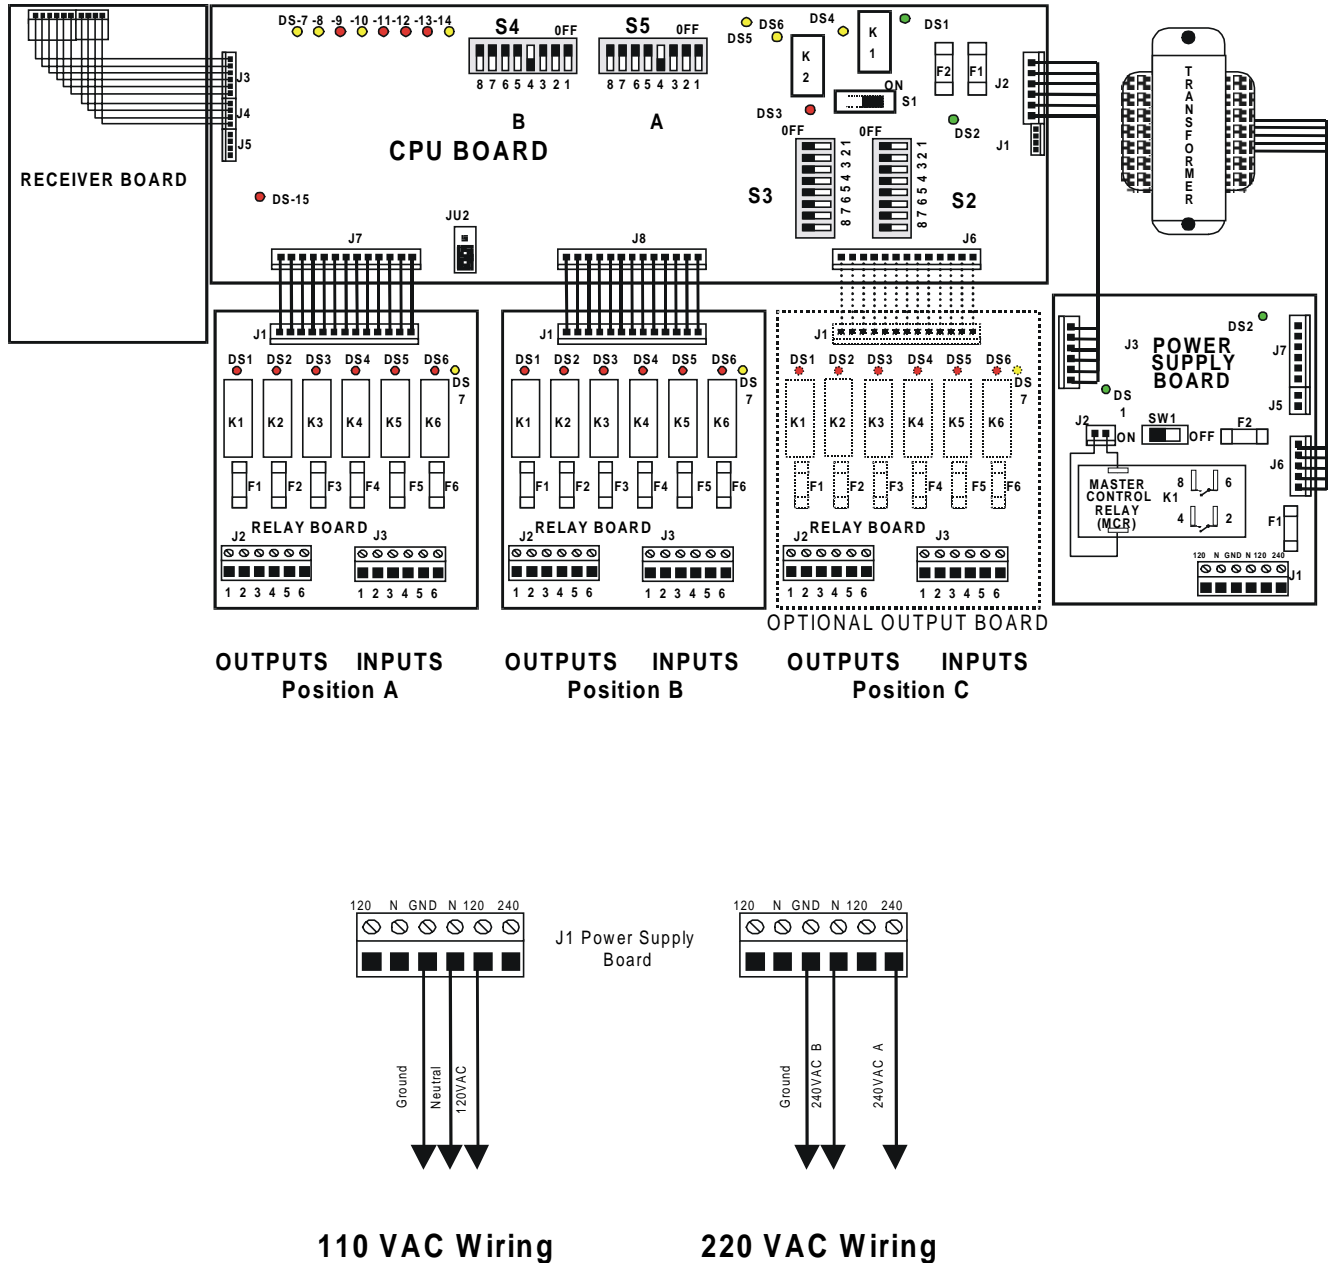 DS-7 -8 -9 -10 -11-12 -13-14
S4 0FF
8 7 6 5 4 3 2 1
B
S5 0FF
8 7 6 5 4 3 2 1
A
CPU BOARD
DS6
DS5
DS4
K 2
K 1
DS1
F2 F1
J2
ON
S1
DS3
DS2
J1
0FF
8 7 6 5 4 3 2 1
S3
0FF
8 7 6 5 4 3 2 1
S2
J3
J4
J5
RECEIVER BOARD
DS-15
JU2
J7
J8
J6
TRANSFORMER
J1
DS1 DS2 DS3 DS4 DS5 DS6
DS 7
K1 K2 K3 K4 K5 K6
F1 F2 F3 F4 F5 F6
RELAY BOARD
J2 J3
1 2 3 4 5 6 1 2 3 4 5 6
OUTPUTS INPUTS
Position A
J1
DS1 DS2 DS3 DS4 DS5 DS6
DS 7
K1 K2 K3 K4 K5 K6
F1 F2 F3 F4 F5 F6
RELAY BOARD
J2 J3
1 2 3 4 5 6 1 2 3 4 5 6
OUTPUTS INPUTS
Position B
J1
DS1 DS2 DS3 DS4 DS5 DS6
DS 7
K1 K2 K3 K4 K5 K6
F1 F2 F3 F4 F5 F6
RELAY BOARD
J2 J3
1 2 3 4 5 6 1 2 3 4 5 6
OPTIONAL OUTPUT BOARD
OUTPUTS INPUTS
Position C
DS2
J3 POWER
SUPPLY
BOARD
J7
DS
1
J5
J2 ON SW1 OFF F2
J6
MASTER
CONTROL
RELAY
(MCR)
K1
8 6
4 2
F1
120 N GND N 120 240
J1
120 N GND N 120 240
J1 Power Supply
Board
120 N GND N 120 240
Ground
Neutral
120VAC
Ground
240VAC B
240VAC A
110 VAC Wiring
220 VAC Wiring